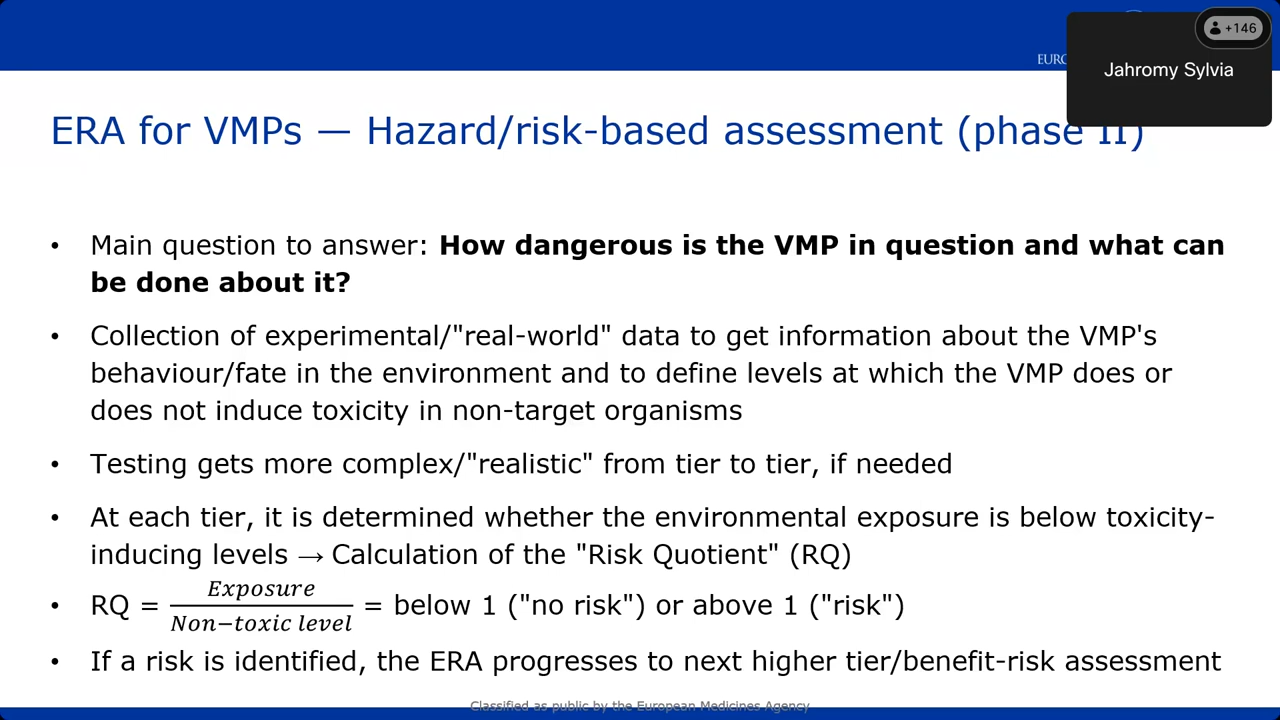 +146
EURO
Jahromy Sylvia
ERA for VMPs — Hazard/risk-based assessment (phase II)
• Main question to answer: How dangerous is the VMP in question and what can
be done about it?
• Collection of experimental/"real-world" data to get information about the VMP's
behaviour/fate in the environment and to define levels at which the VMP does or
does not induce toxicity in non-target organisms
• Testing gets more complex/"realistic" from tier to tier, if needed
• At each tier, it is determined whether the environmental exposure is below toxicity-
inducing levels → Calculation of the "Risk Quotient" (RQ)
• RQ = Exposure / Non−toxic level = below 1 ("no risk") or above 1 ("risk")
• If a risk is identified, the ERA progresses to next higher tier/benefit-risk assessment
Classified as public by the European Medicines Agency